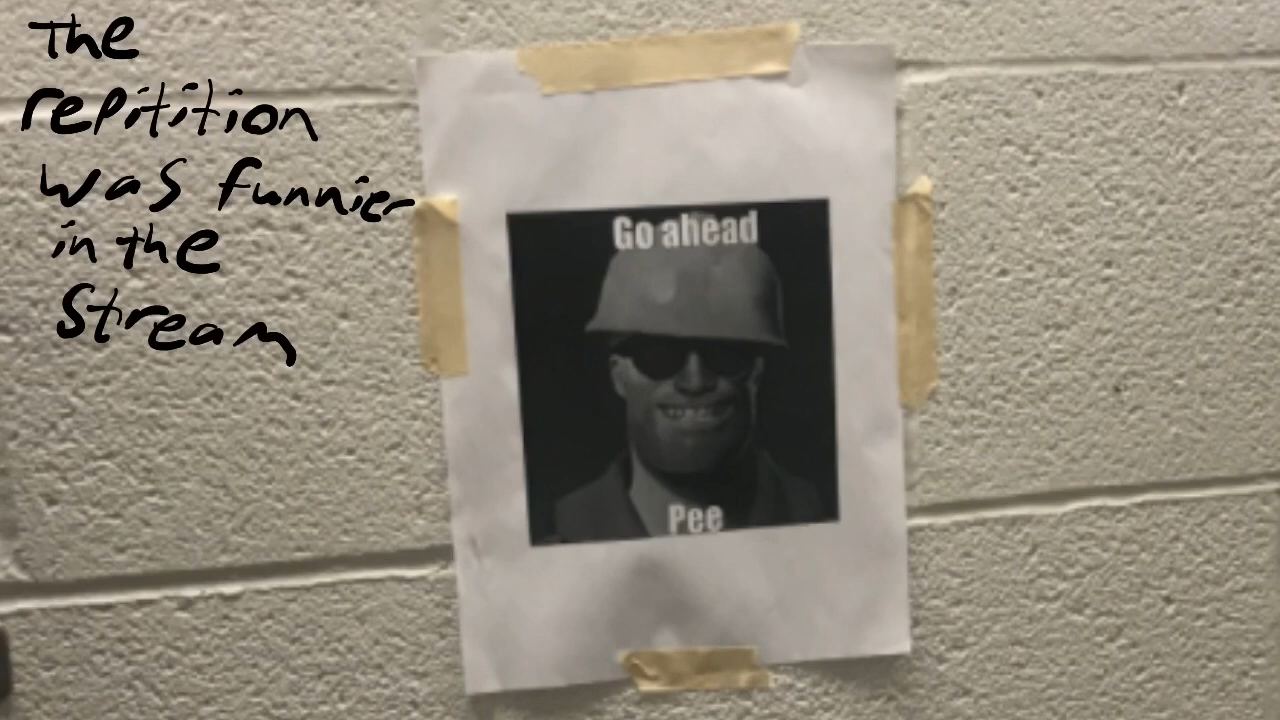 The
repitition
was funnier
in the
Stream
Go ahead
Pee